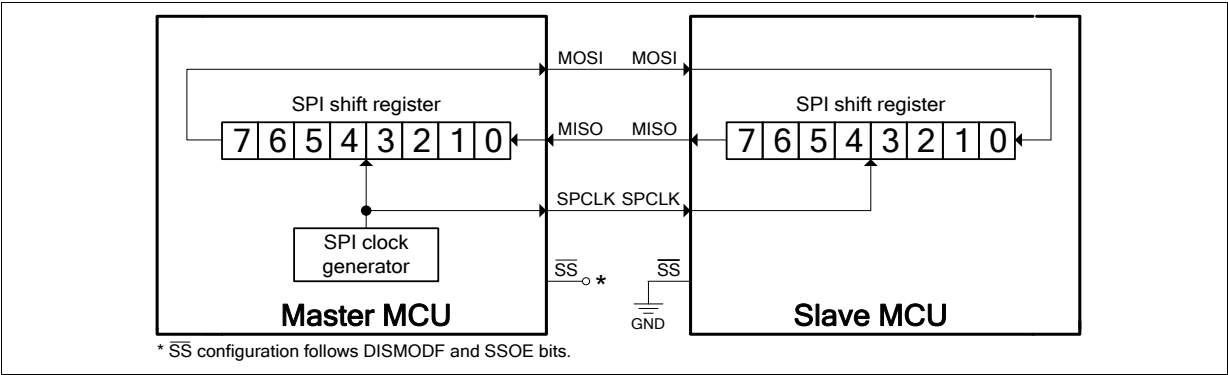 MOSI MOSI
SPI shift register SPI shift register
MISO MISO
7 6 5 4 3 2 1 0 7 6 5 4 3 2 1 0
SPCLK SPCLK
SPI clock
generator
SS * SS
GND
Master MCU Slave MCU
* SS configuration follows DISMODF and SSOE bits.